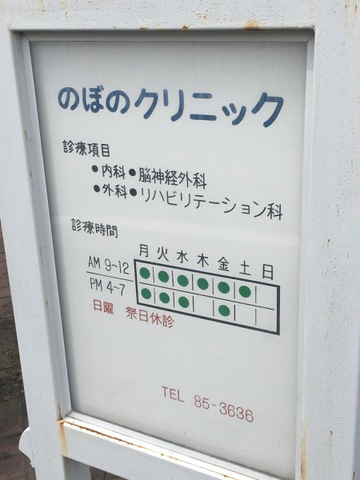 のぼのクリニック
診療項目
●内科●脳神経外科
●外科●リハビリテーション科
診療時間
月火水木金土日
AM 9~12 ●●●●●●
PM 4~7 ●●● ●
日曜 祭日休診
TEL 85-3636